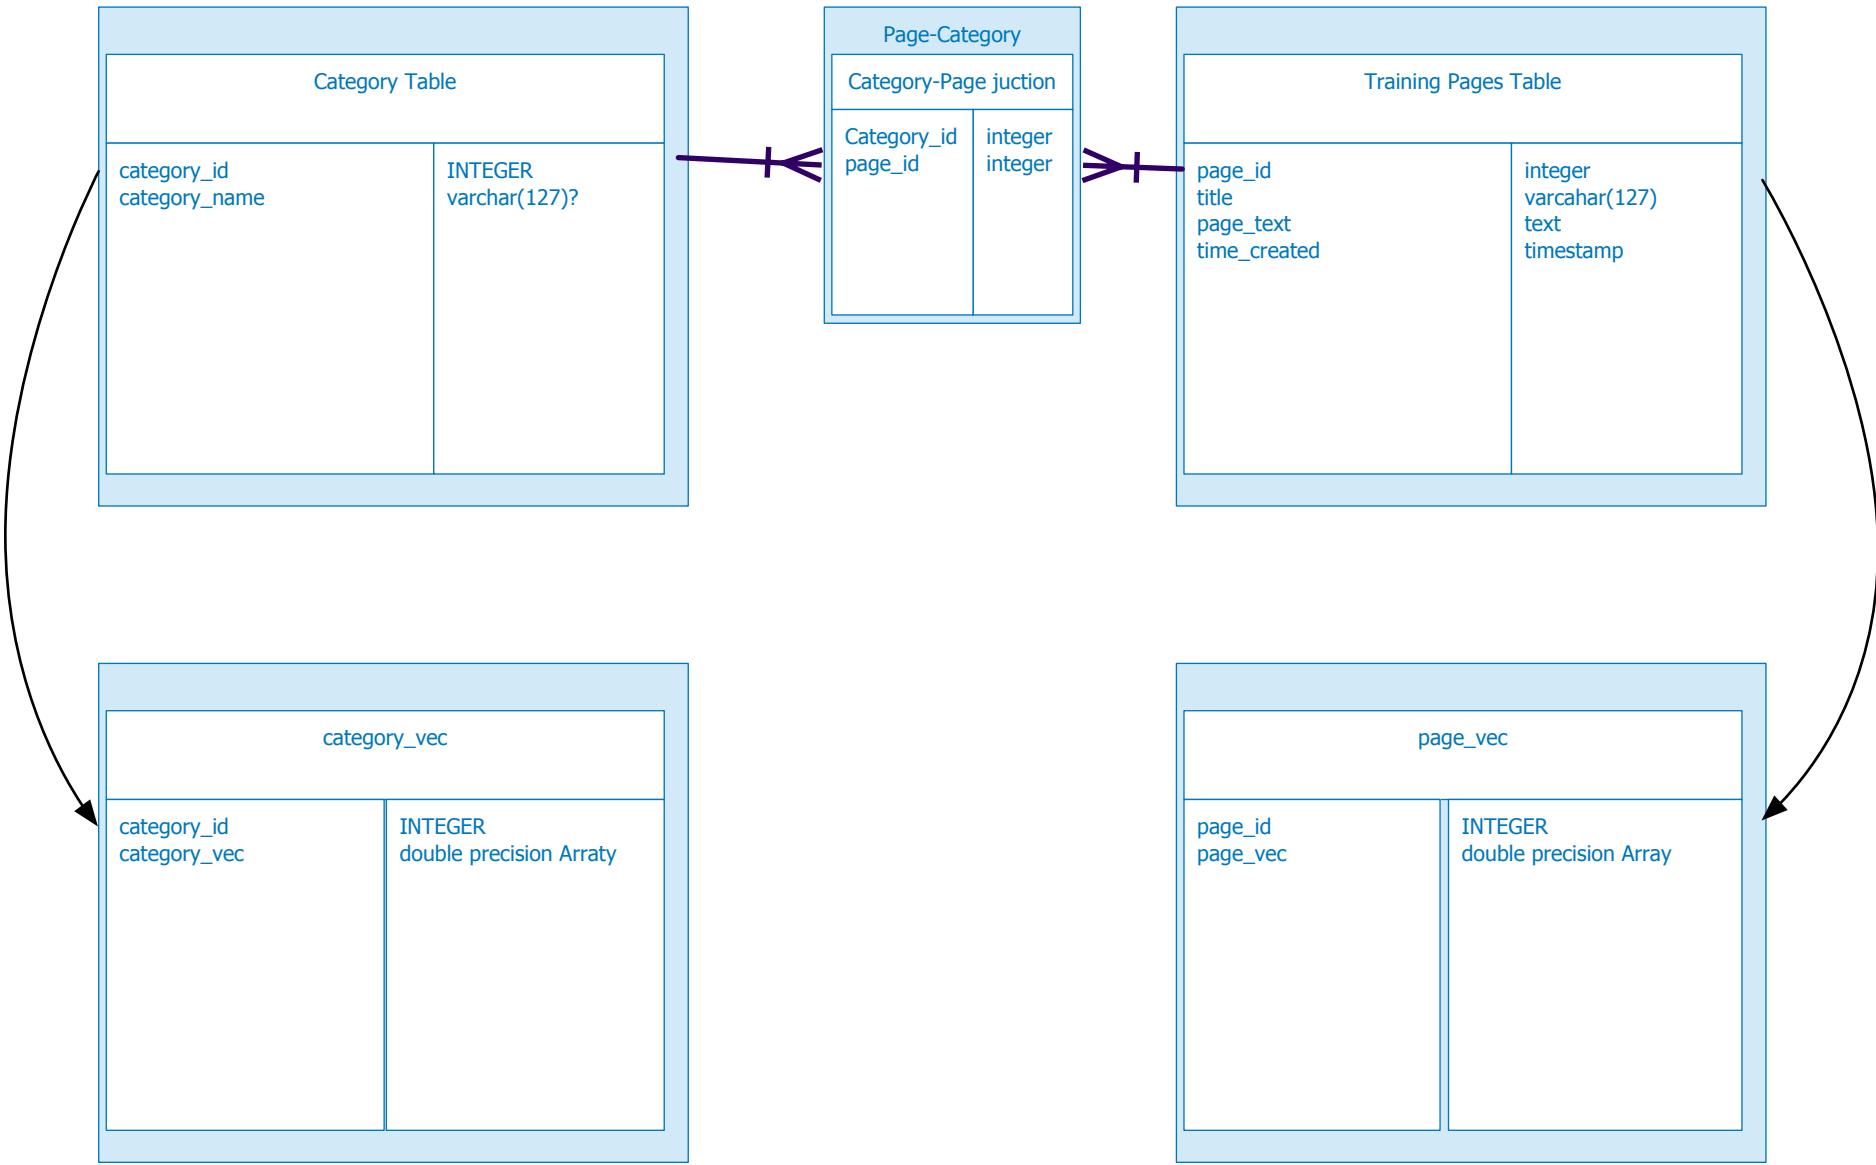 Category Table
category_id INTEGER
category_name varchar(127)?
Page-Category
Category-Page juction
Category_id integer
page_id integer
Training Pages Table
page_id integer
title varcahar(127)
page_text text
time_created timestamp
category_vec
category_id INTEGER
category_vec double precision Arraty
page_vec
page_id INTEGER
page_vec double precision Array